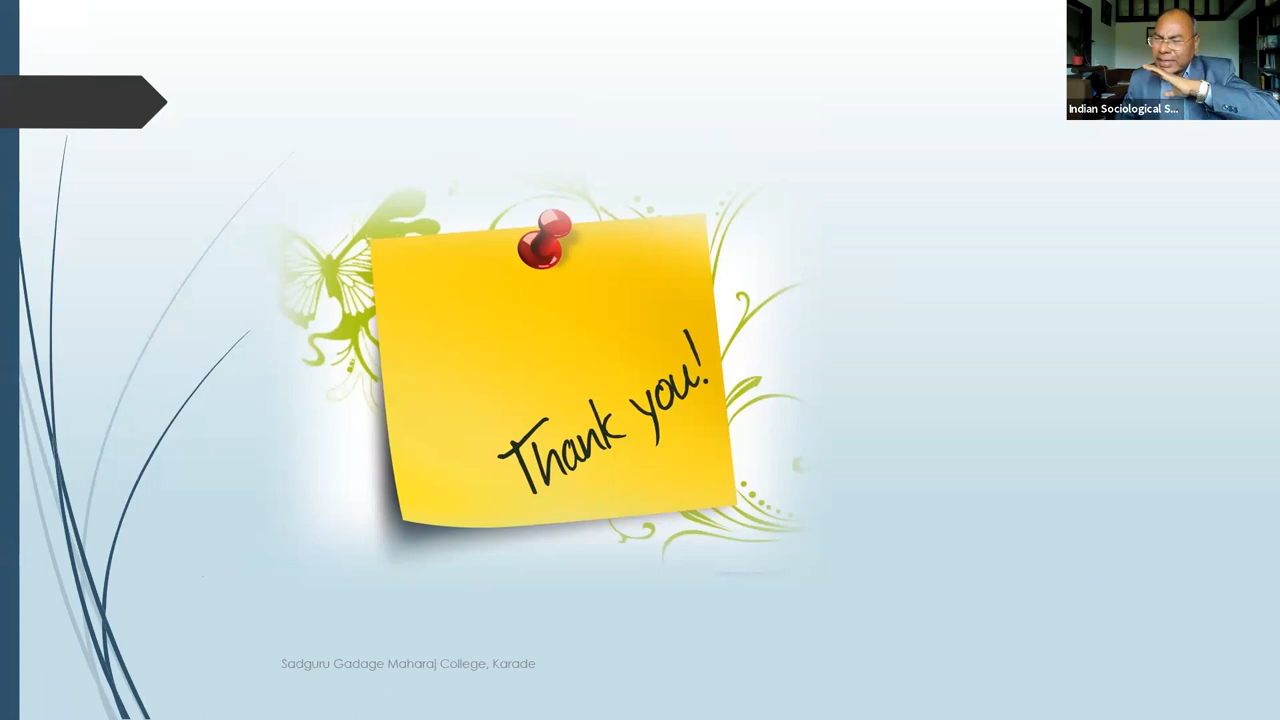 Indian Sociological S...
Thank you!
Sadguru Gadage Maharaj College, Karade